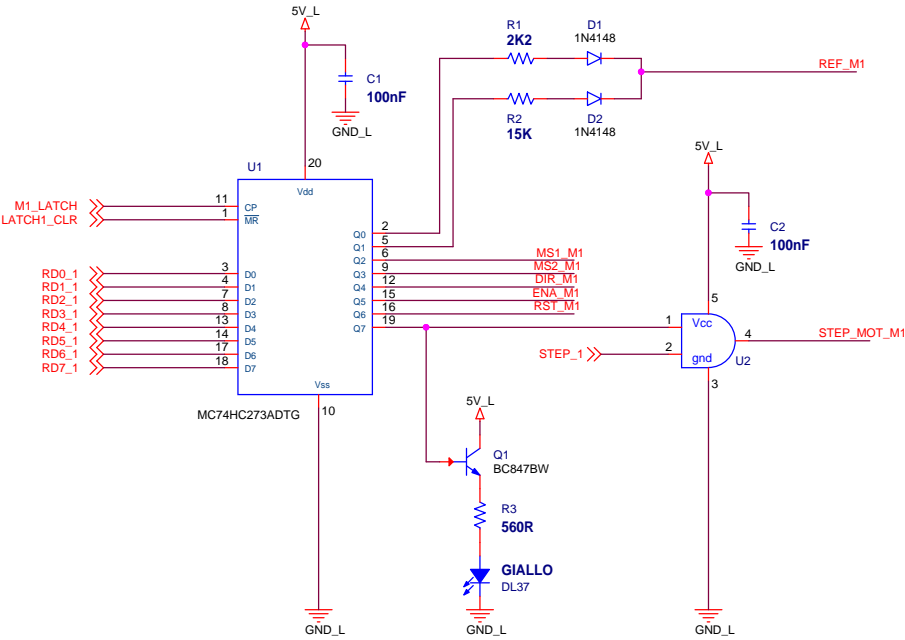 5V_L
C1
100nF
GND_L
R1
2K2
D1
1N4148
REF_M1
R2
15K
D2
1N4148
U1
20
Vdd
M1_LATCH
11
CP
LATCH1_CLR
1
MR
Q0
2
Q1
5
Q2
6
MS1_M1
RD0_1
3
D0
Q3
9
MS2_M1
RD1_1
4
D1
Q4
12
DIR_M1
RD2_1
7
D2
Q5
15
ENA_M1
RD3_1
8
D3
Q6
16
RST_M1
RD4_1
13
D4
Q7
19
RD5_1
14
D5
RD6_1
17
D6
RD7_1
18
D7
Vss
10
MC74HC273ADTG
GND_L
5V_L
C2
100nF
GND_L
5
1
Vcc
4
STEP_MOT_M1
STEP_1
2
gnd
U2
3
GND_L
5V_L
Q1
BC847BW
R3
560R
GIALLO
DL37
GND_L